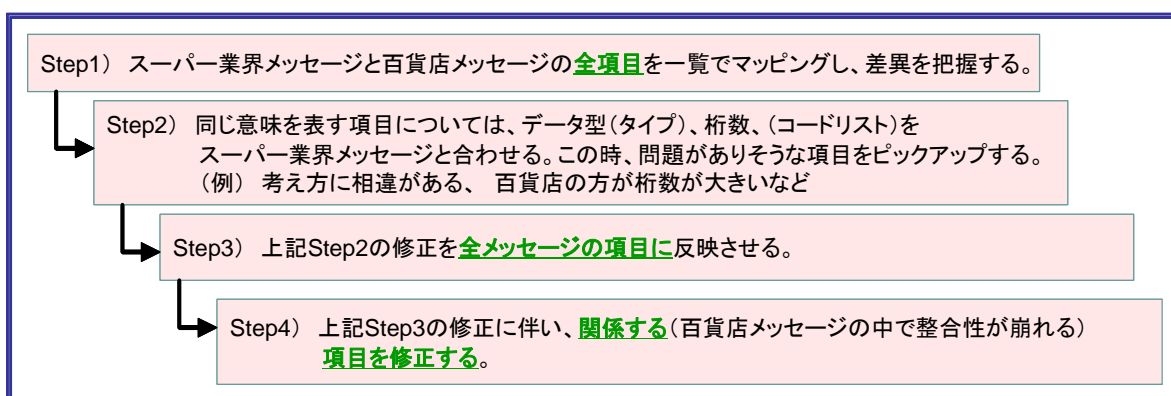 Step1） スーパー業界メッセージと百貨店メッセージの全項目を一覧でマッピングし、差異を把握する。
Step2） 同じ意味を表す項目については、データ型（タイプ）、桁数、（コードリスト）を
スーパー業界メッセージと合わせる。この時、問題がありそうな項目をピックアップする。
（例） 考え方に相違がある、 百貨店の方が桁数が大きいなど
Step3） 上記Step2の修正を全メッセージの項目に反映させる。
Step4） 上記Step3の修正に伴い、関係する（百貨店メッセージの中で整合性が崩れる）
項目を修正する。